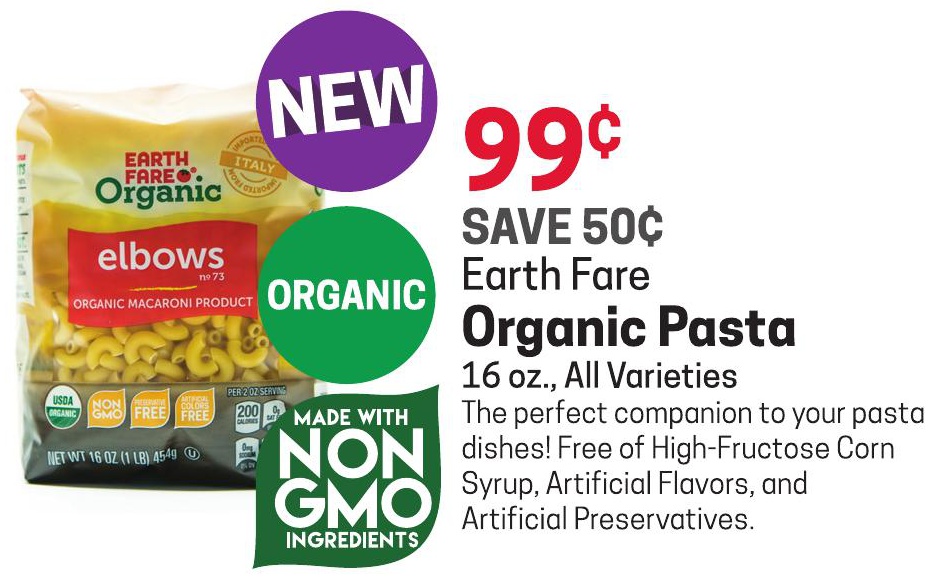 NEW
ORGANIC
MADE WITH
NON
GMO
INGREDIENTS
EARTH
FARE
Organic
IMPORTED FROM
ITALY
elbows
nº 73
ORGANIC MACARONI PRODUCT
USDA
ORGANIC
NON
GMO
PRESERVATIVE
FREE
ARTIFICIAL
COLORS
FREE
PER 2 OZ SERVING
200
CALORIES
0g
0mg
SODIUM
NET WT 16 OZ (1 LB) 454g
99¢
SAVE 50¢
Earth Fare
Organic Pasta
16 oz., All Varieties
The perfect companion to your pasta
dishes! Free of High-Fructose Corn
Syrup, Artificial Flavors, and
Artificial Preservatives.